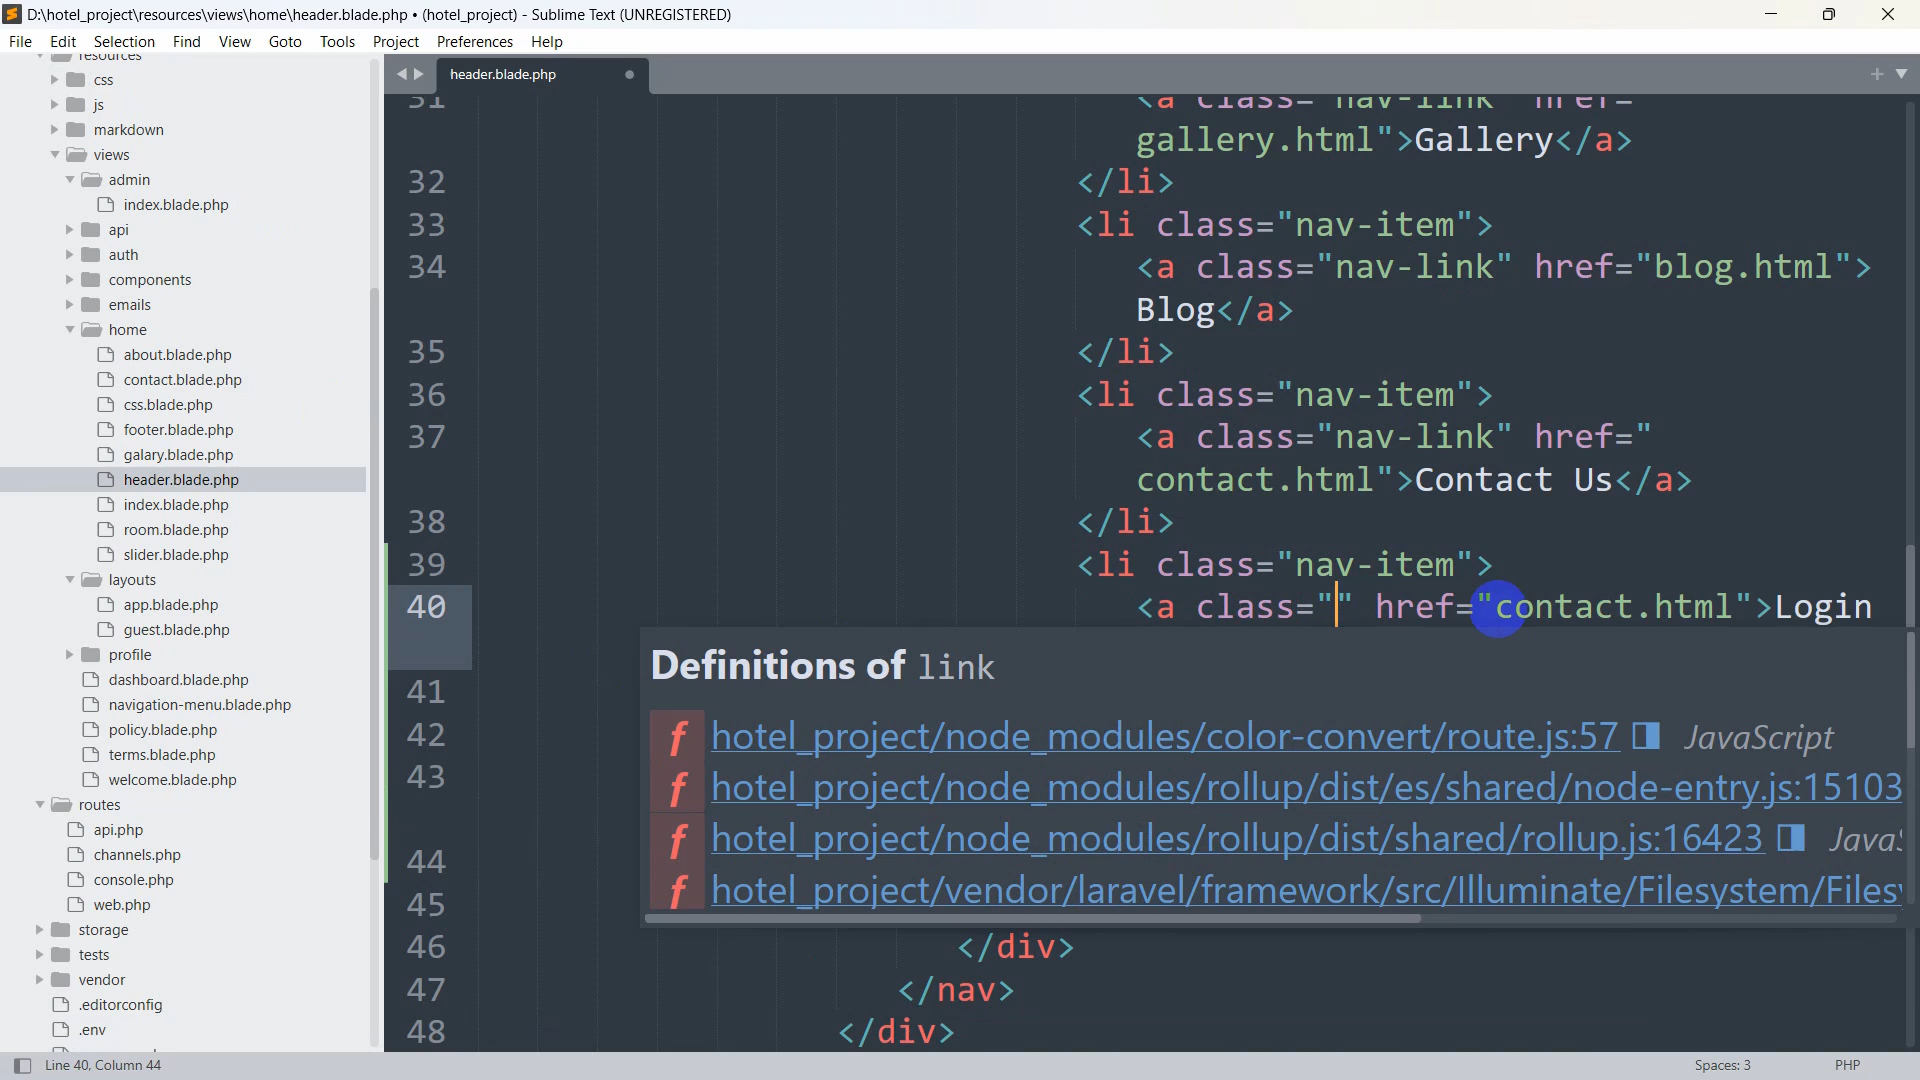 D:\hotel_project\resources\views\home\header.blade.php • (hotel_project) - Sublime Text (UNREGISTERED)
File Edit Selection Find View Goto Tools Project Preferences Help
resources
css
js
markdown
views
admin
index.blade.php
api
auth
components
emails
home
about.blade.php
contact.blade.php
css.blade.php
footer.blade.php
galary.blade.php
header.blade.php
index.blade.php
room.blade.php
slider.blade.php
layouts
app.blade.php
guest.blade.php
profile
dashboard.blade.php
navigation-menu.blade.php
policy.blade.php
terms.blade.php
welcome.blade.php
routes
api.php
channels.php
console.php
web.php
storage
tests
vendor
.editorconfig
.env
header.blade.php
31 <a class="nav-link" href=
gallery.html">Gallery</a>
32 </li>
33 <li class="nav-item">
34 <a class="nav-link" href="blog.html">
Blog</a>
35 </li>
36 <li class="nav-item">
37 <a class="nav-link" href="
contact.html">Contact Us</a>
38 </li>
39 <li class="nav-item">
40 <a class="" href="contact.html">Login
Definitions of link
41
f hotel_project/node_modules/color-convert/route.js:57 JavaScript
42
43 f hotel_project/node_modules/rollup/dist/es/shared/node-entry.js:15103
f hotel_project/node_modules/rollup/dist/shared/rollup.js:16423
44
f hotel_project/vendor/laravel/framework/src/Illuminate/Filesystem/
45
46 </div>
47 </nav>
48 </div>
Line 40, Column 44 Spaces: 3 PHP